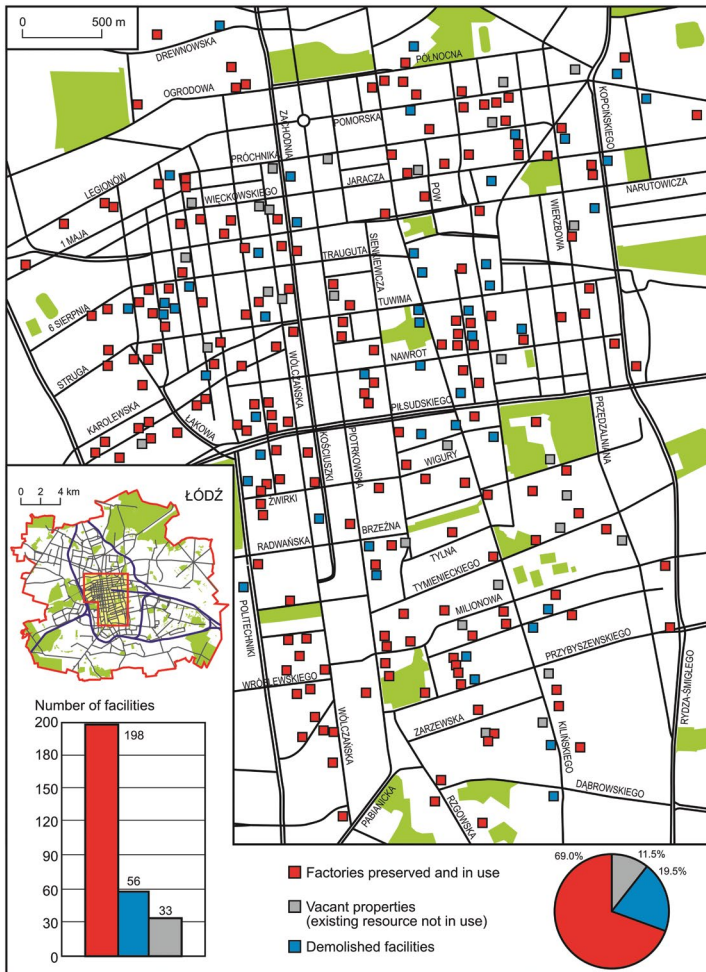 0 500 m
DREWNOWSKA
PÓŁNOCNA
OGRODOWA
ZACHODNIA
POMORSKA
KOPCIŃSKIEGO
PRÓCHNIKA
LEGIONÓW
JARACZA
POW
NARUTOWICZA
WIĘCKOWSKIEGO
WIERZBOWA
1 MAJA
TRAUGUTA
SIENKIEWICZA
TUWIMA
6 SIERPNIA
STRUGA
NAWROT
WÓLCZAŃSKA
PIŁSUDSKIEGO
KAROLEWSKA
ŁĄKOWA
PRZĘDZALNIANA
KOŚCIUSZKI
PIOTRKOWSKA
WIGURY
0 2 4 km
ŁÓDŹ
ŻWIRKI
BRZEŹNA
RADWAŃSKA
TYLNA
TYMIENIECKIEGO
POLITECHNIKI
MILIONOWA
PRZYBYSZEWSKIEGO
WRÓBLEWSKIEGO
RYDZA-ŚMIGŁEGO
WÓLCZAŃSKA
ZARZEWSKA
KILIŃSKIEGO
PABIANICKA
RZGOWSKA
DĄBROWSKIEGO
Number of facilities
200
198
180
150
120
90
60
56
33
30
0
Factories preserved and in use
Vacant properties
(existing resource not in use)
Demolished facilities
69.0%
11.5%
19.5%